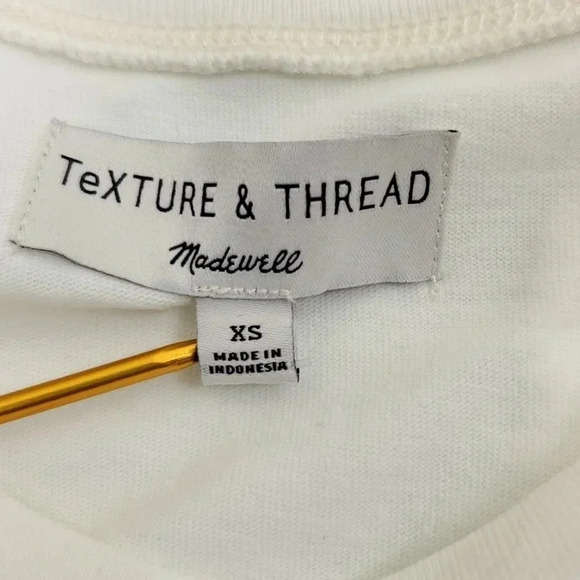 TeXTURE & THREAD
Madewell
XS
MADE IN
INDONESIA